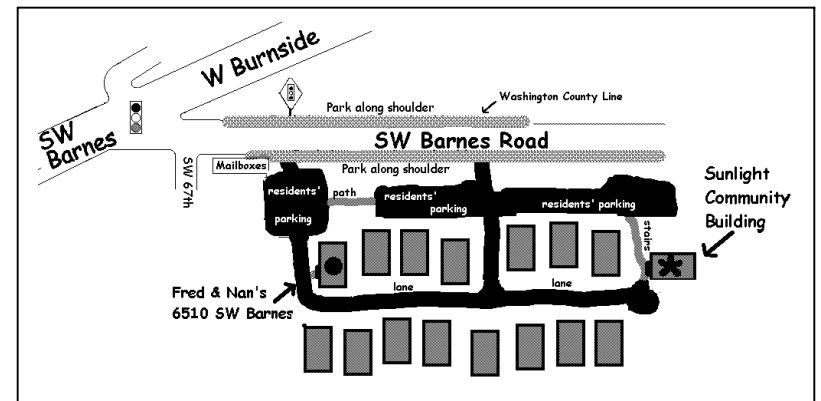 W Burnside
SW
Barnes
Park along shoulder
Washington County Line
SW Barnes Road
Mailboxes
Park along shoulder
SW 67th
residents'
parking
path
residents'
parking
residents' parking
stairs
Sunlight
Community
Building
Fred & Nan's
6510 SW Barnes
lane
lane